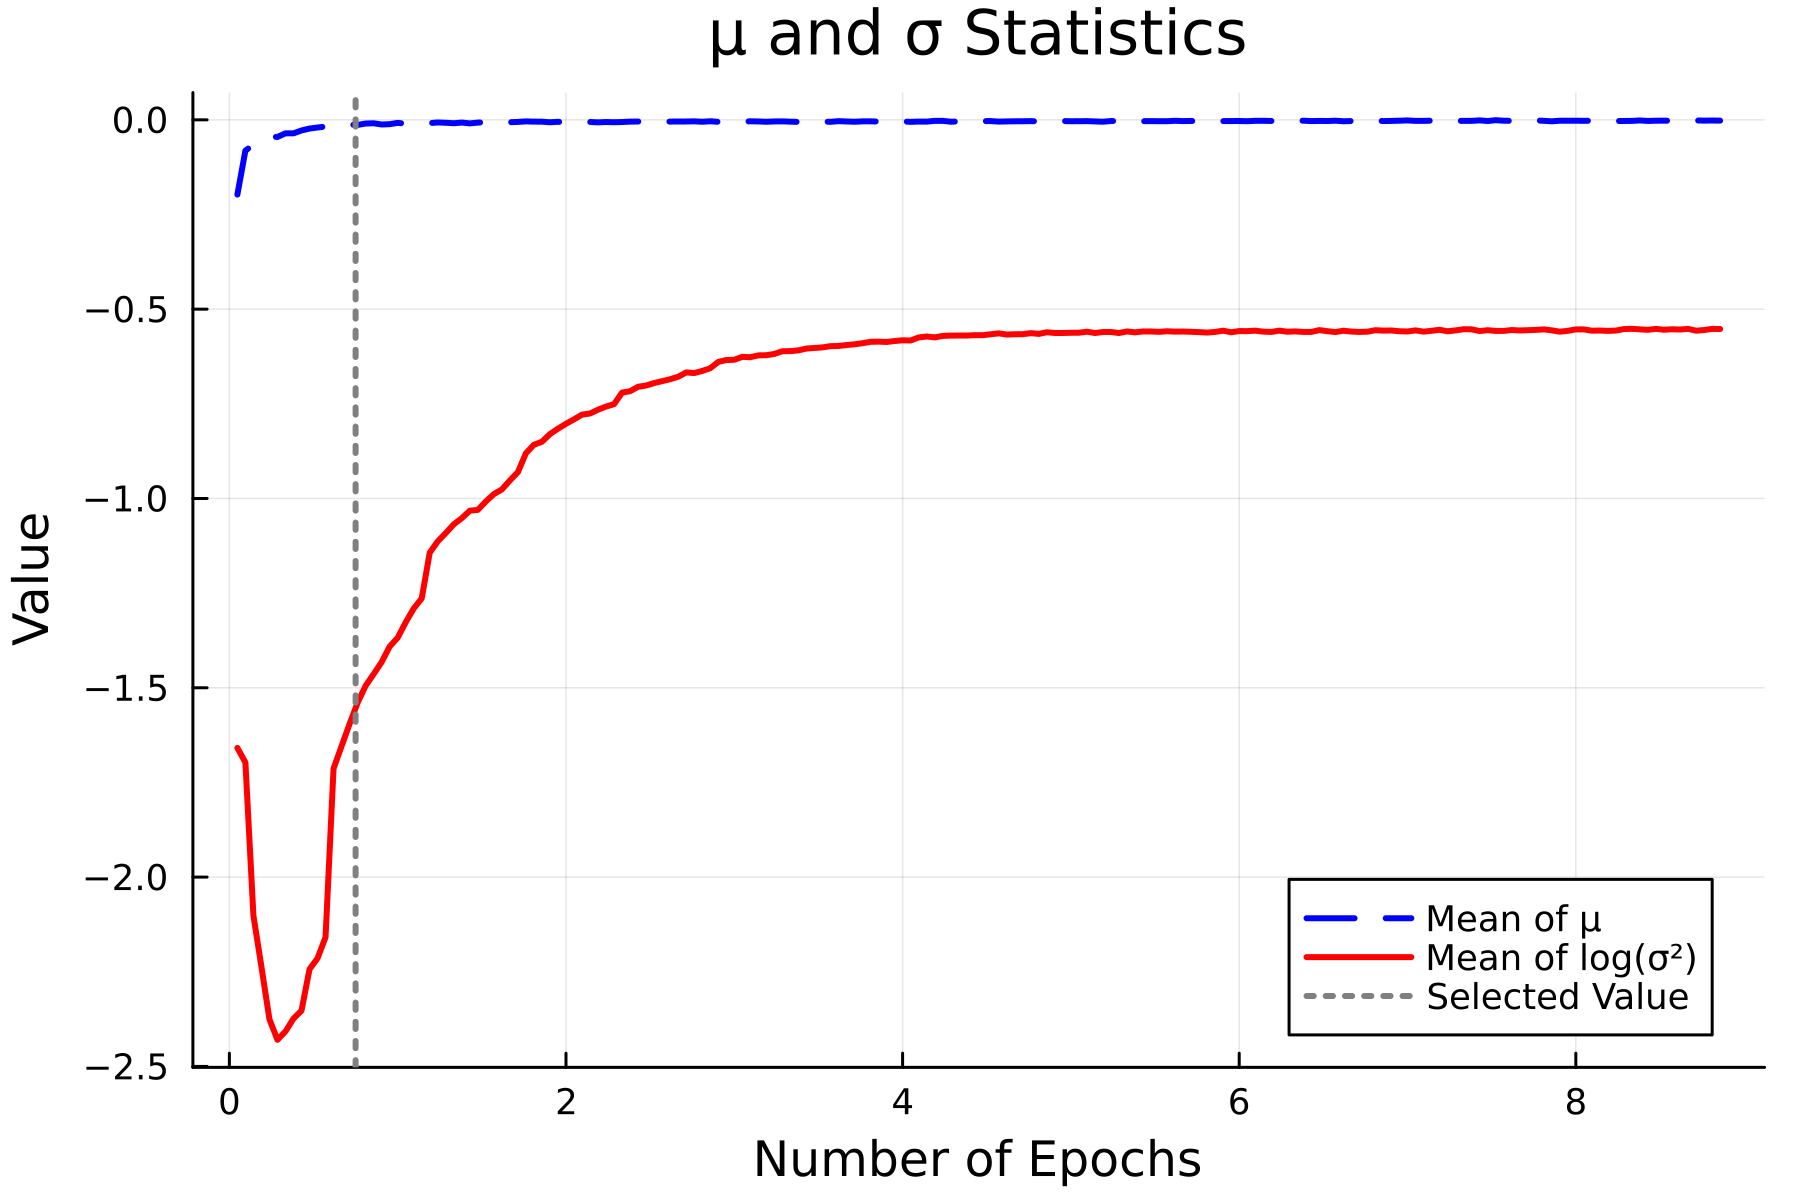 μ and σ Statistics
Value
0.0
−0.5
−1.0
−1.5
−2.0
−2.5
0
2
4
6
8
Number of Epochs
Mean of μ
Mean of log(σ²)
Selected Value